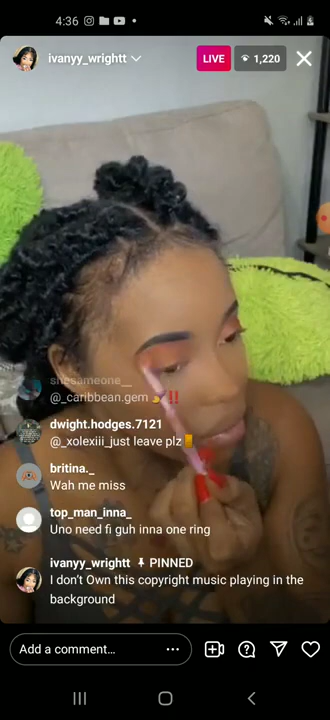 4:36
ivanyy_wrightt
LIVE
1,220
shesameone__
@_caribbean.gem
dwight.hodges.7121
@_xolexiii_just leave plz
britina._
Wah me miss
top_man_inna_
Uno need fi guh inna one ring
ivanyy_wrightt PINNED
I don't Own this copyright music playing in the
background
Add a comment...